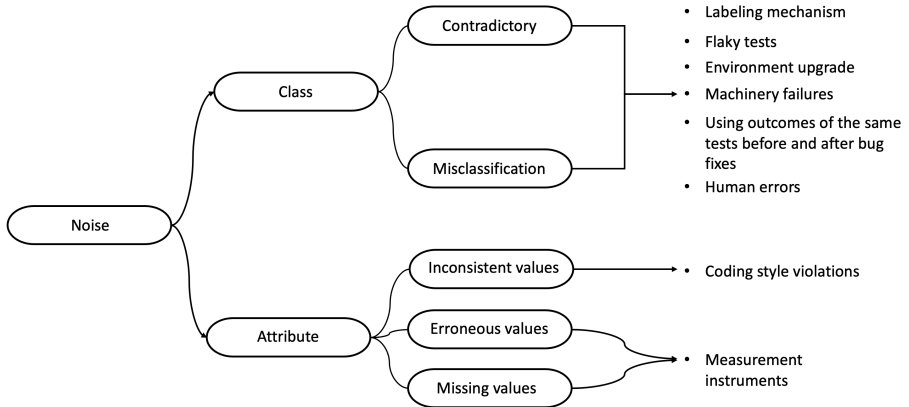 Noise
Class
Contradictory
Misclassification
• Labeling mechanism
• Flaky tests
• Environment upgrade
• Machinery failures
• Using outcomes of the same
tests before and after bug
fixes
• Human errors
Attribute
Inconsistent values
• Coding style violations
Erroneous values
Missing values
• Measurement
instruments